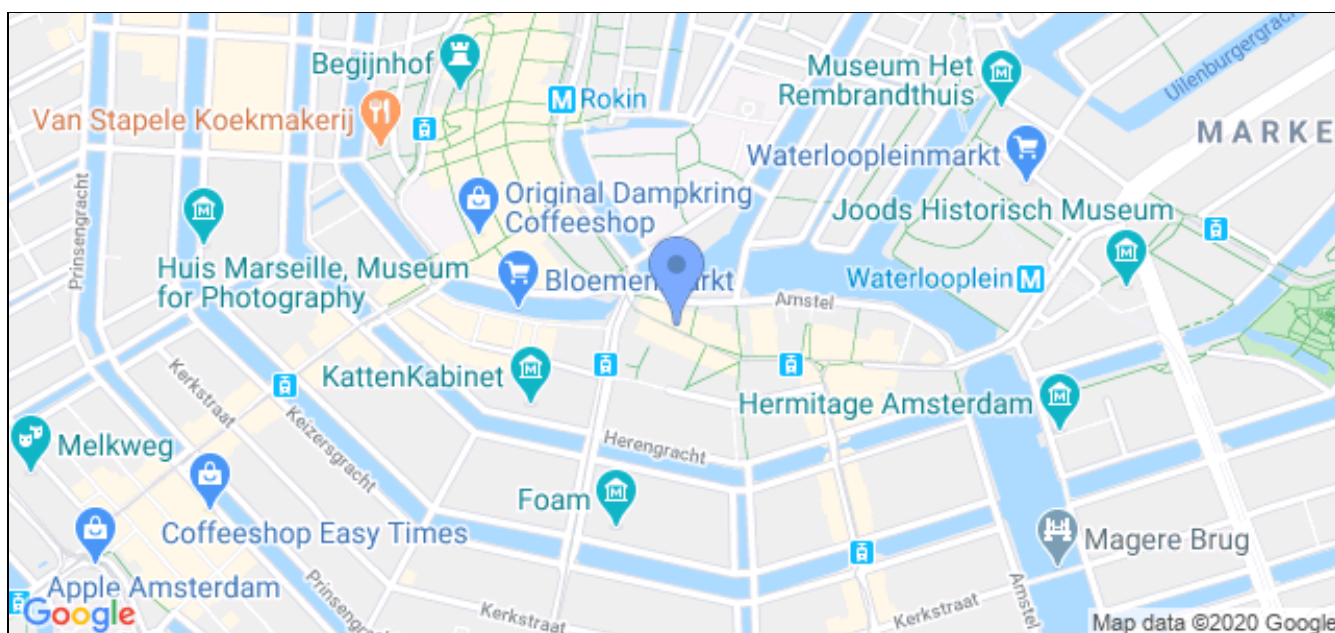 Begijnhof
Rokin
Museum Het
Rembrandthuis
Uilenburgergrac
Van Stapele Koekmakerij
MARKE
Waterloopleinmarkt
Original Dampkring
Coffeeshop
Joods Historisch Museum
Prinsengracht
Huis Marseille, Museum
for Photography
Bloemenmarkt
Waterlooplein
Amstel
KattenKabinet
Kerkstraat
Keizersgracht
Hermitage Amsterdam
Melkweg
Herengracht
Foam
Coffeeshop Easy Times
Magere Brug
Apple Amsterdam
Prinsengracht
Kerkstraat
Kerkstraat
Amstel
Google
Map data ©2020 Google